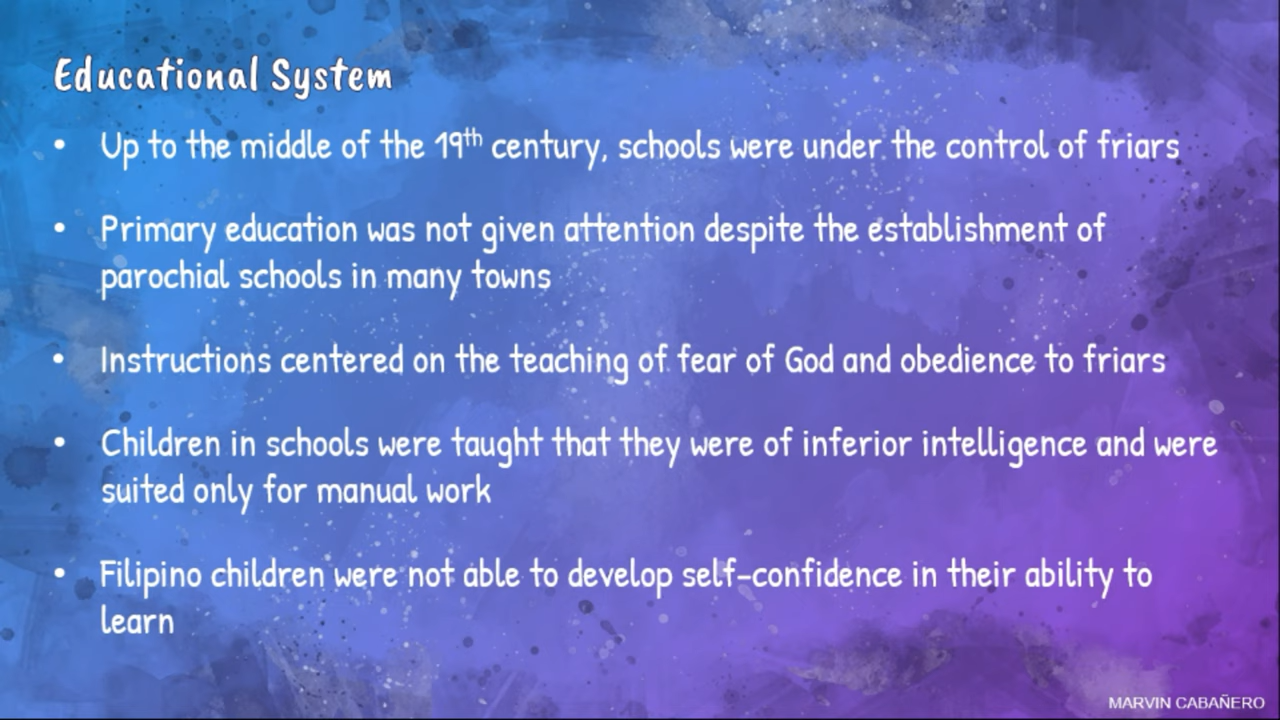 Educational System
• Up to the middle of the 19th century, schools were under the control of friars
• Primary education was not given attention despite the establishment of
parochial schools in many towns
• Instructions centered on the teaching of fear of God and obedience to friars
• Children in schools were taught that they were of inferior intelligence and were
suited only for manual work
• Filipino children were not able to develop self-confidence in their ability to
learn
MARVIN CABAÑERO